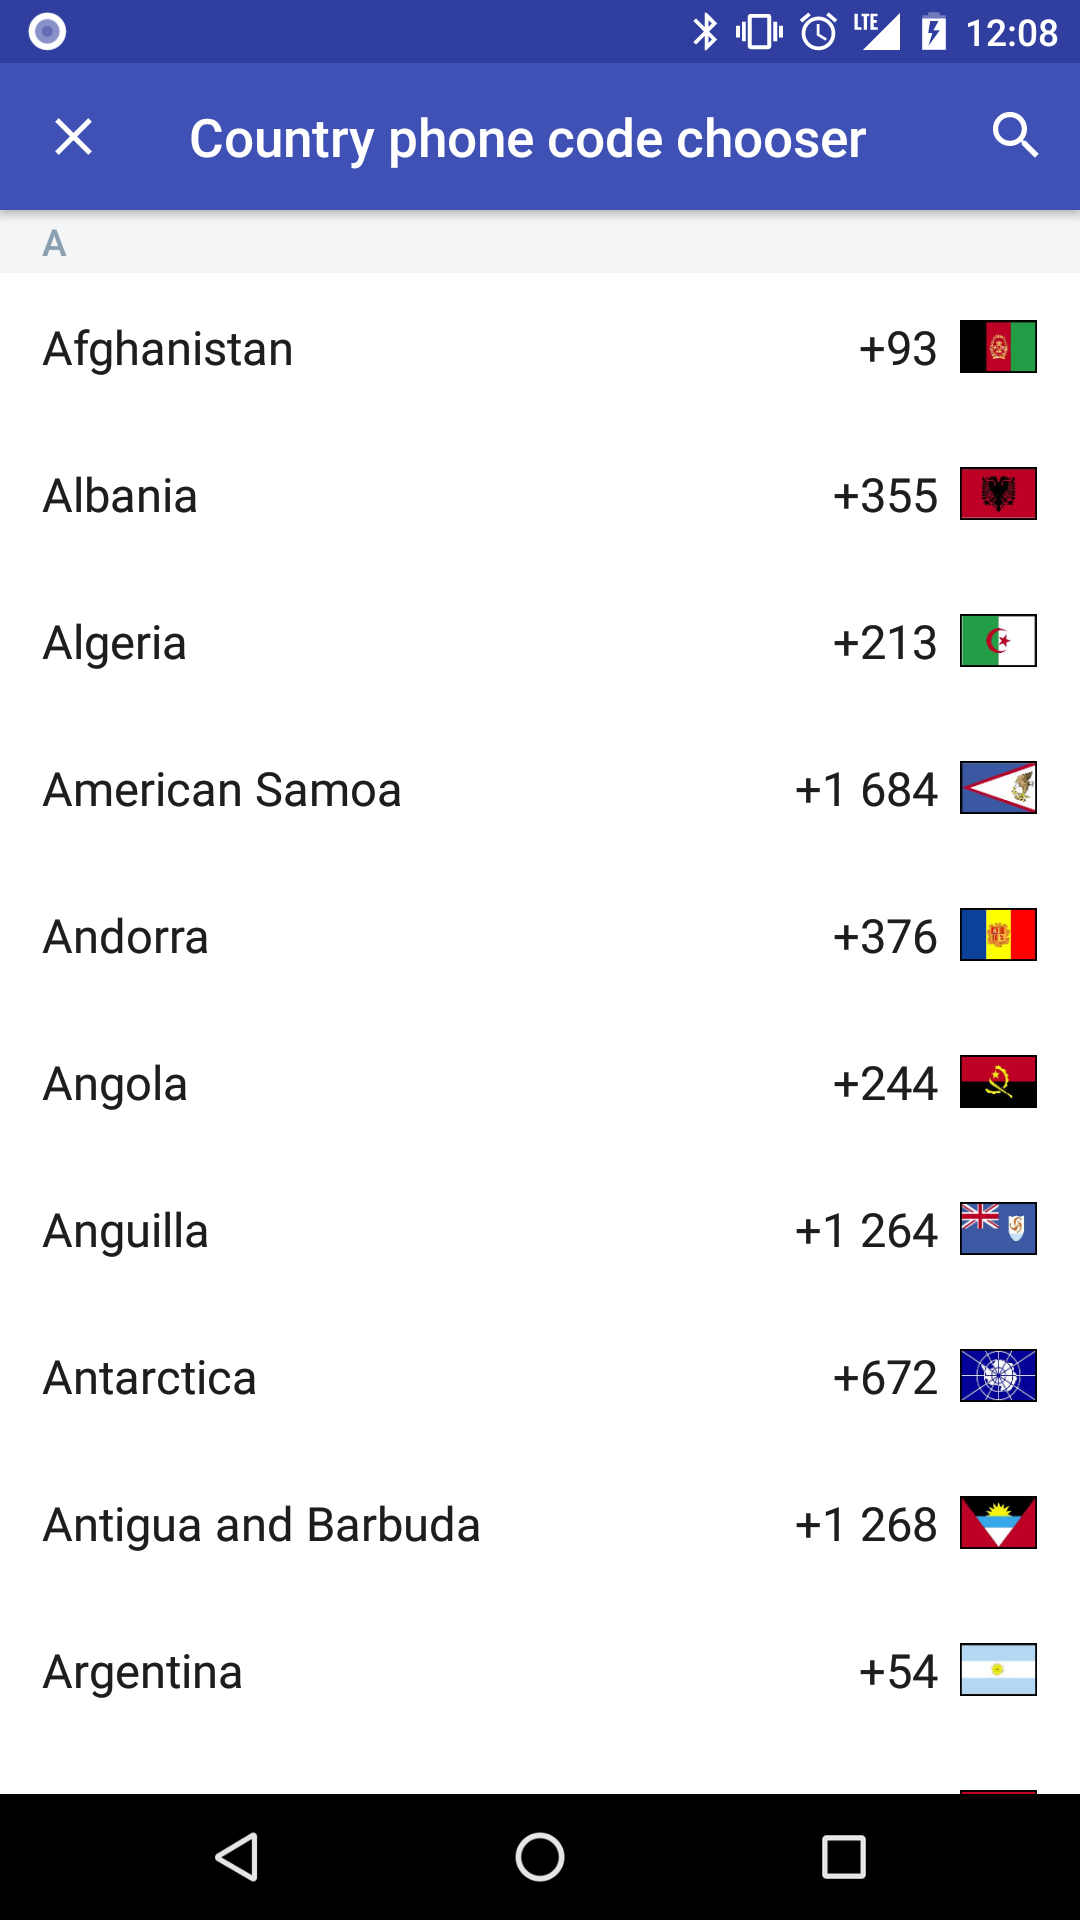 LTE 12:08
Country phone code chooser
A
Afghanistan +93
Albania +355
Algeria +213
American Samoa +1 684
Andorra +376
Angola +244
Anguilla +1 264
Antarctica +672
Antigua and Barbuda +1 268
Argentina +54